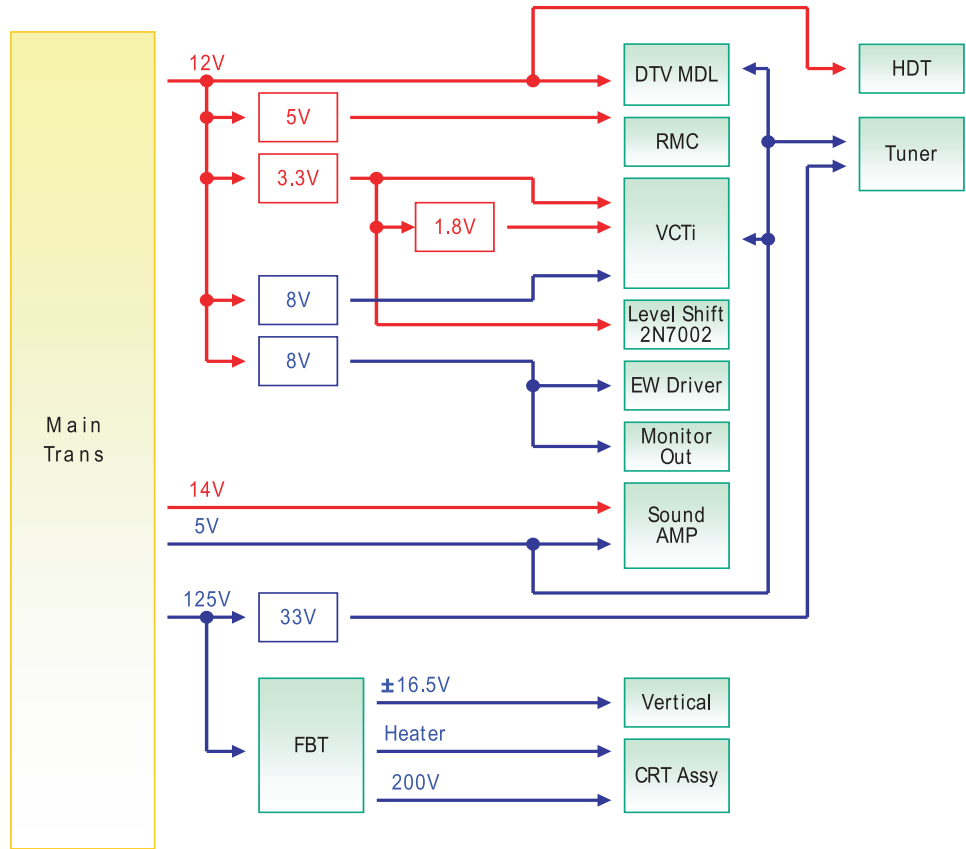 Main
Trans
12V
5V
3.3V
1.8V
8V
8V
14V
5V
125V
33V
FBT
±16.5V
Heater
200V
DTV MDL
RMC
VCTi
Level Shift
2N7002
EW Driver
Monitor
Out
Sound
AMP
Vertical
CRT Assy
HDT
Tuner